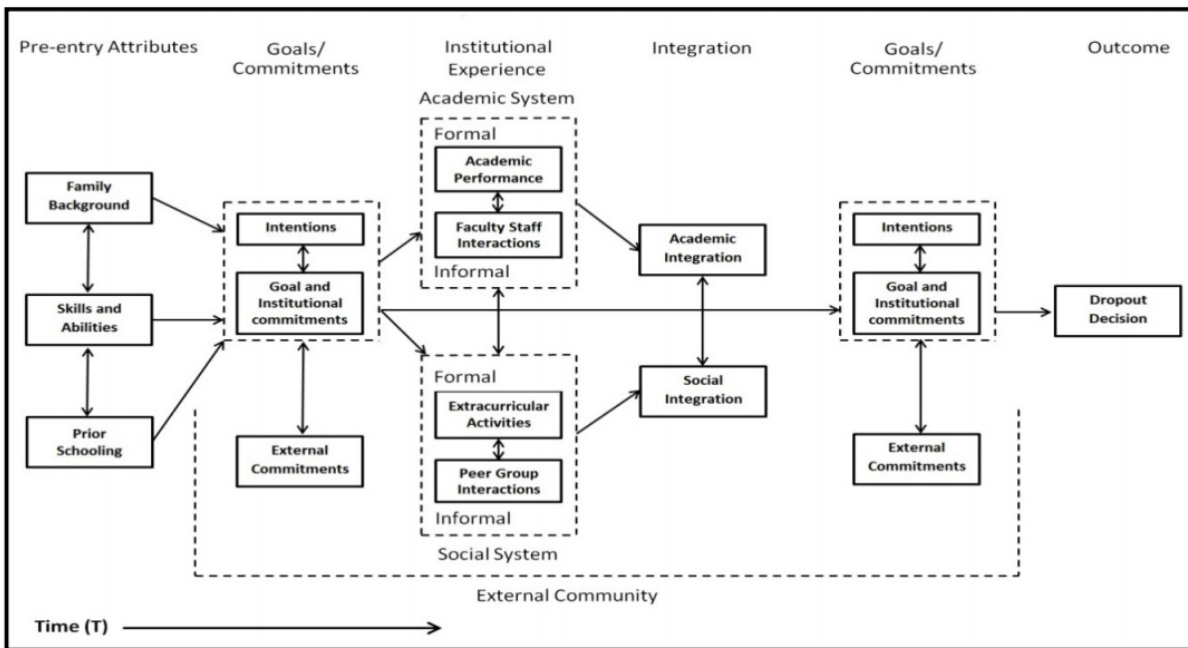 Pre-entry Attributes
Goals/
Commitments
Institutional
Experience
Integration
Goals/
Commitments
Outcome
Academic System
Formal
Academic
Performance
Faculty Staff
Interactions
Informal
Family
Background
Skills and
Abilities
Prior
Schooling
Intentions
Goal and
Institutional
commitments
External
Commitments
Formal
Extracurricular
Activities
Peer Group
Interactions
Informal
Social System
Academic
Integration
Social
Integration
Intentions
Goal and
Institutional
commitments
External
Commitments
Dropout
Decision
External Community
Time (T)